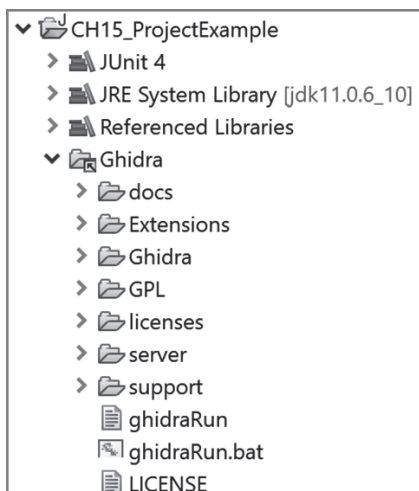 CH15_ProjectExample
JUnit 4
JRE System Library [jdk11.0.6_10]
Referenced Libraries
Ghidra
docs
Extensions
Ghidra
GPL
licenses
server
support
ghidraRun
ghidraRun.bat
LICENSE